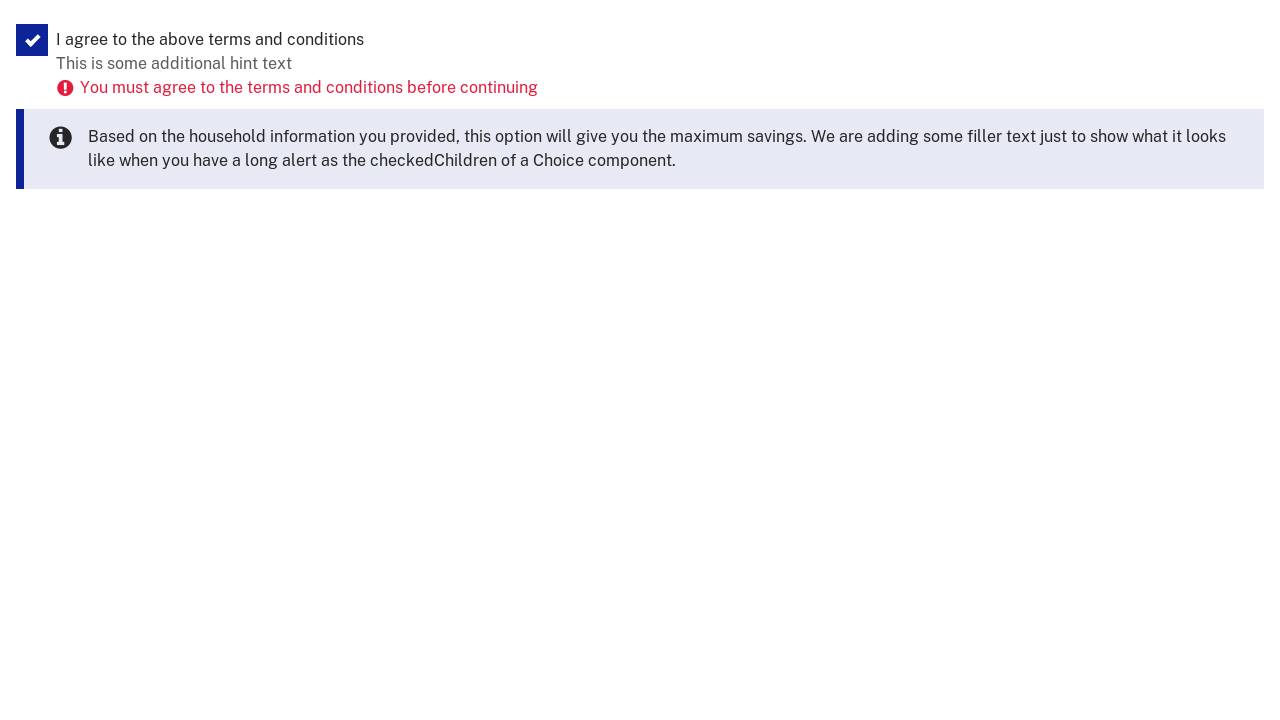 I agree to the above terms and conditions
This is some additional hint text
You must agree to the terms and conditions before continuing
Based on the household information you provided, this option will give you the maximum savings. We are adding some filler text just to show what it looks
like when you have a long alert as the checkedChildren of a Choice component.